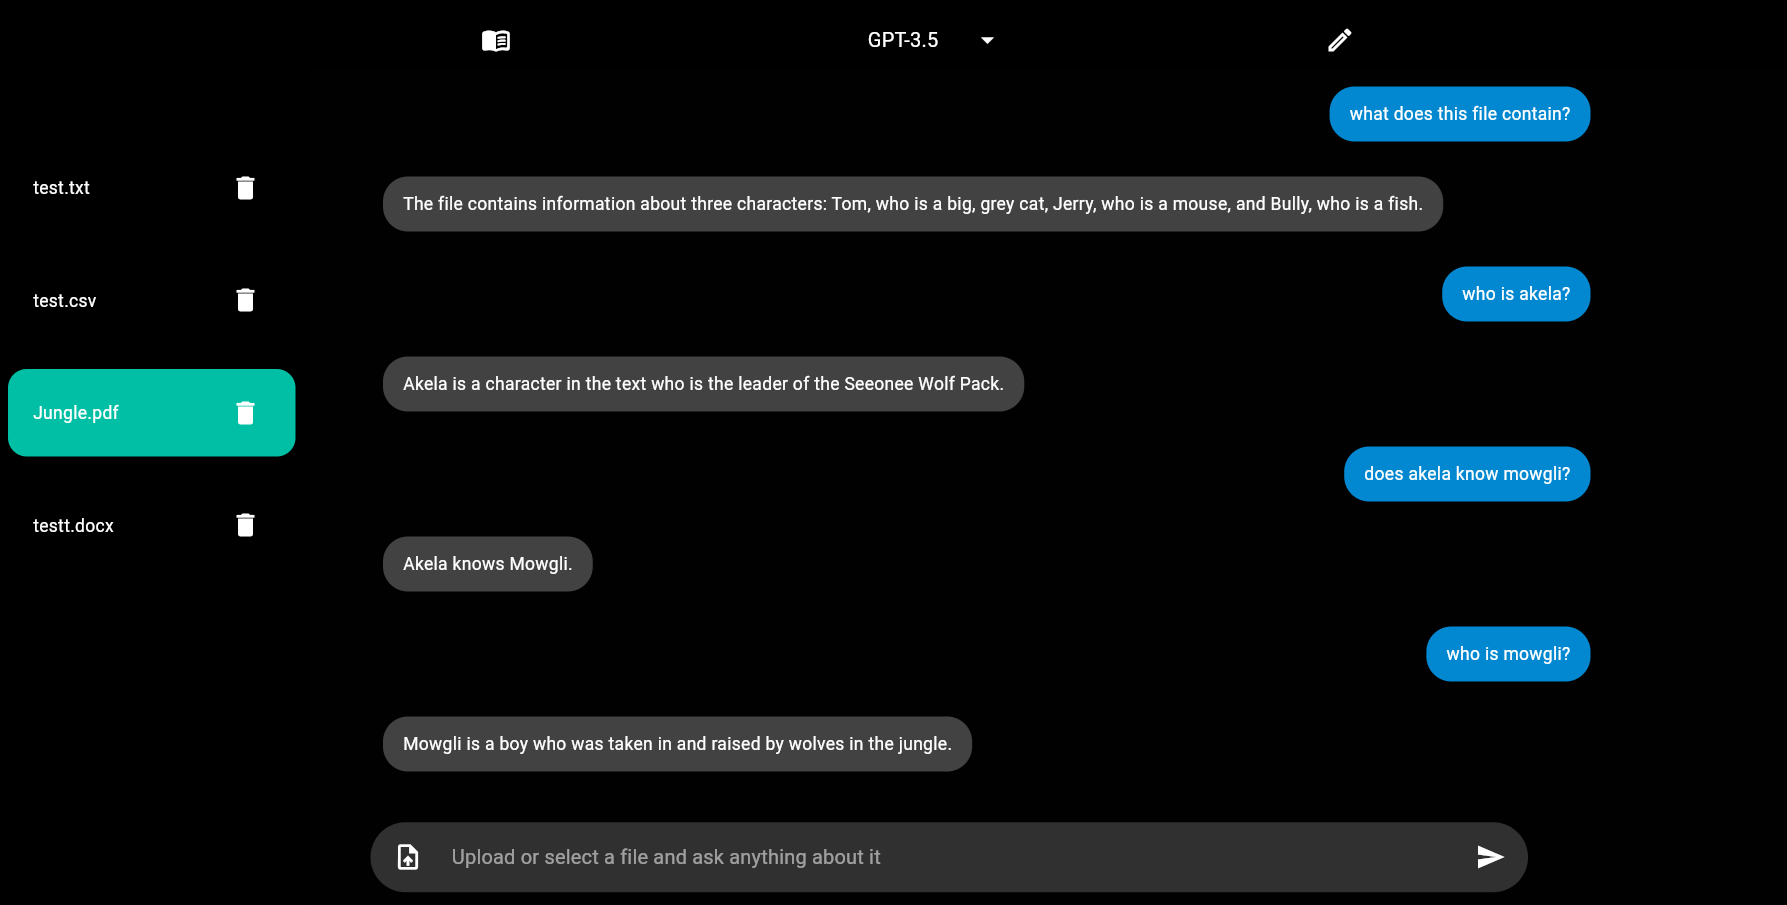 GPT-3.5
test.txt
test.csv
Jungle.pdf
testt.docx
what does this file contain?
The file contains information about three characters: Tom, who is a big, grey cat, Jerry, who is a mouse, and Bully, who is a fish.
who is akela?
Akela is a character in the text who is the leader of the Seeonee Wolf Pack.
does akela know mowgli?
Akela knows Mowgli.
who is mowgli?
Mowgli is a boy who was taken in and raised by wolves in the jungle.
Upload or select a file and ask anything about it